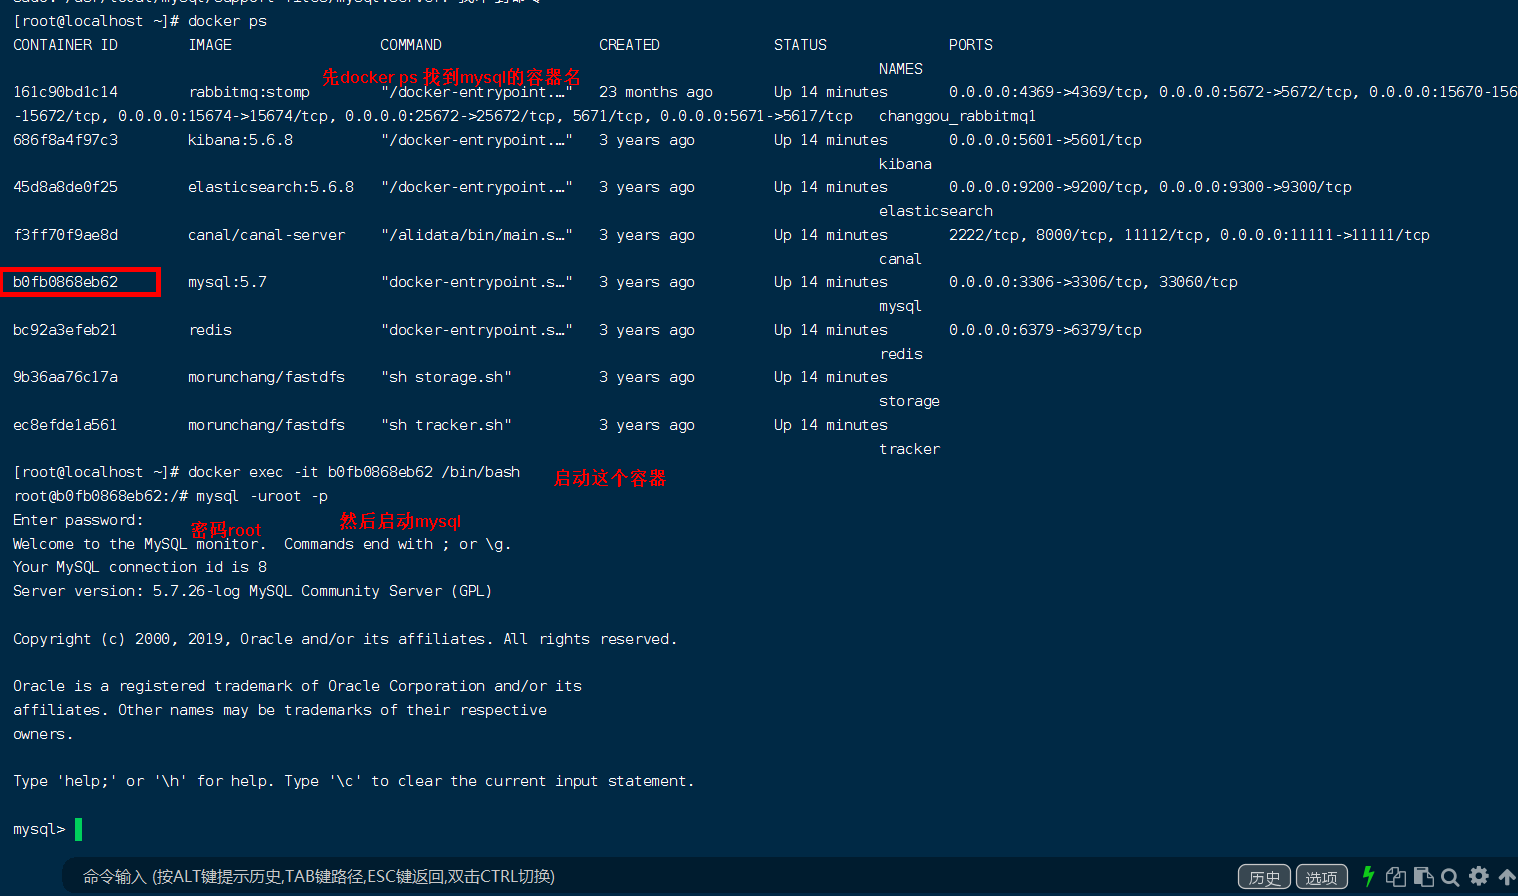 [root@localhost ~]# docker ps
CONTAINER ID IMAGE COMMAND CREATED STATUS PORTS
NAMES
先docker ps 找到mysql的容器名
161c90bd1c14 rabbitmq:stomp "/docker-entrypoint.…" 23 months ago Up 14 minutes 0.0.0.0:4369->4369/tcp, 0.0.0.0:5672->5672/tcp, 0.0.0.0:15670-156
-15672/tcp, 0.0.0.0:15674->15674/tcp, 0.0.0.0:25672->25672/tcp, 5671/tcp, 0.0.0.0:5671->5617/tcp changgou_rabbitmq1
686f8a4f97c3 kibana:5.6.8 "/docker-entrypoint.…" 3 years ago Up 14 minutes 0.0.0.0:5601->5601/tcp
kibana
45d8a8de0f25 elasticsearch:5.6.8 "/docker-entrypoint.…" 3 years ago Up 14 minutes 0.0.0.0:9200->9200/tcp, 0.0.0.0:9300->9300/tcp
elasticsearch
f3ff70f9ae8d canal/canal-server "/alidata/bin/main.s…" 3 years ago Up 14 minutes 2222/tcp, 8000/tcp, 11112/tcp, 0.0.0.0:11111->11111/tcp
canal
b0fb0868eb62 mysql:5.7 "docker-entrypoint.s…" 3 years ago Up 14 minutes 0.0.0.0:3306->3306/tcp, 33060/tcp
mysql
bc92a3efeb21 redis "docker-entrypoint.s…" 3 years ago Up 14 minutes 0.0.0.0:6379->6379/tcp
redis
9b36aa76c17a morunchang/fastdfs "sh storage.sh" 3 years ago Up 14 minutes
storage
ec8efde1a561 morunchang/fastdfs "sh tracker.sh" 3 years ago Up 14 minutes
tracker
[root@localhost ~]# docker exec -it b0fb0868eb62 /bin/bash
启动这个容器
root@b0fb0868eb62:/# mysql -uroot -p
Enter password:
密码root 然后启动mysql
Welcome to the MySQL monitor.  Commands end with ; or \g.
Your MySQL connection id is 8
Server version: 5.7.26-log MySQL Community Server (GPL)
Copyright (c) 2000, 2019, Oracle and/or its affiliates. All rights reserved.
Oracle is a registered trademark of Oracle Corporation and/or its
affiliates. Other names may be trademarks of their respective
owners.
Type 'help;' or '\h' for help. Type '\c' to clear the current input statement.
mysql>
命令输入 (按ALT键提示历史,TAB键路径,ESC键返回,双击CTRL切换) 历史 选项